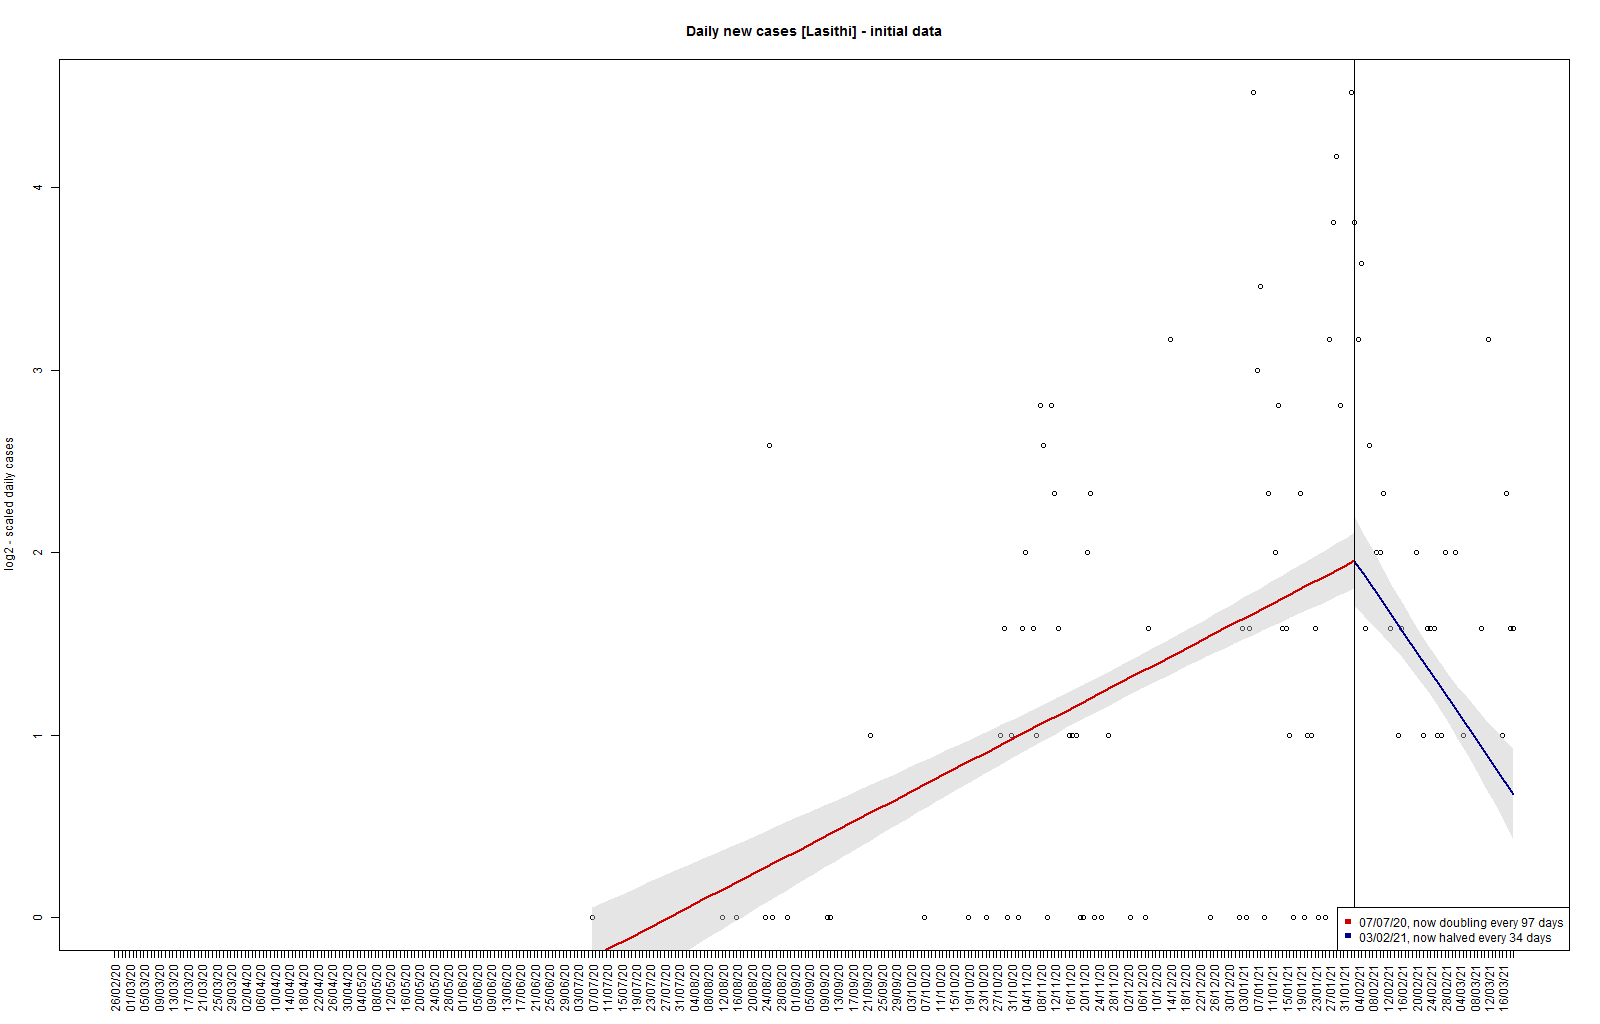 Daily new cases [Lasithi] - initial data
log2 - scaled daily cases
4
3
2
1
0
07/07/20, now doubling every 97 days
03/02/21, now halved every 34 days
26/02/20 01/03/20 05/03/20 09/03/20 13/03/20 17/03/20 21/03/20 25/03/20 29/03/20 02/04/20 06/04/20 10/04/20 14/04/20 18/04/20 22/04/20 26/04/20 30/04/20 04/05/20 08/05/20 12/05/20 16/05/20 20/05/20 24/05/20 28/05/20 01/06/20 05/06/20 09/06/20 13/06/20 17/06/20 21/06/20 25/06/20 29/06/20 03/07/20 07/07/20 11/07/20 15/07/20 19/07/20 23/07/20 27/07/20 31/07/20 04/08/20 08/08/20 12/08/20 16/08/20 20/08/20 24/08/20 28/08/20 01/09/20 05/09/20 09/09/20 13/09/20 17/09/20 21/09/20 25/09/20 29/09/20 03/10/20 07/10/20 11/10/20 15/10/20 19/10/20 23/10/20 27/10/20 31/10/20 04/11/20 08/11/20 12/11/20 16/11/20 20/11/20 24/11/20 28/11/20 02/12/20 06/12/20 10/12/20 14/12/20 18/12/20 22/12/20 26/12/20 30/12/20 03/01/21 07/01/21 11/01/21 15/01/21 19/01/21 23/01/21 27/01/21 31/01/21 04/02/21 08/02/21 12/02/21 16/02/21 20/02/21 24/02/21 28/02/21 04/03/21 08/03/21 12/03/21 16/03/21